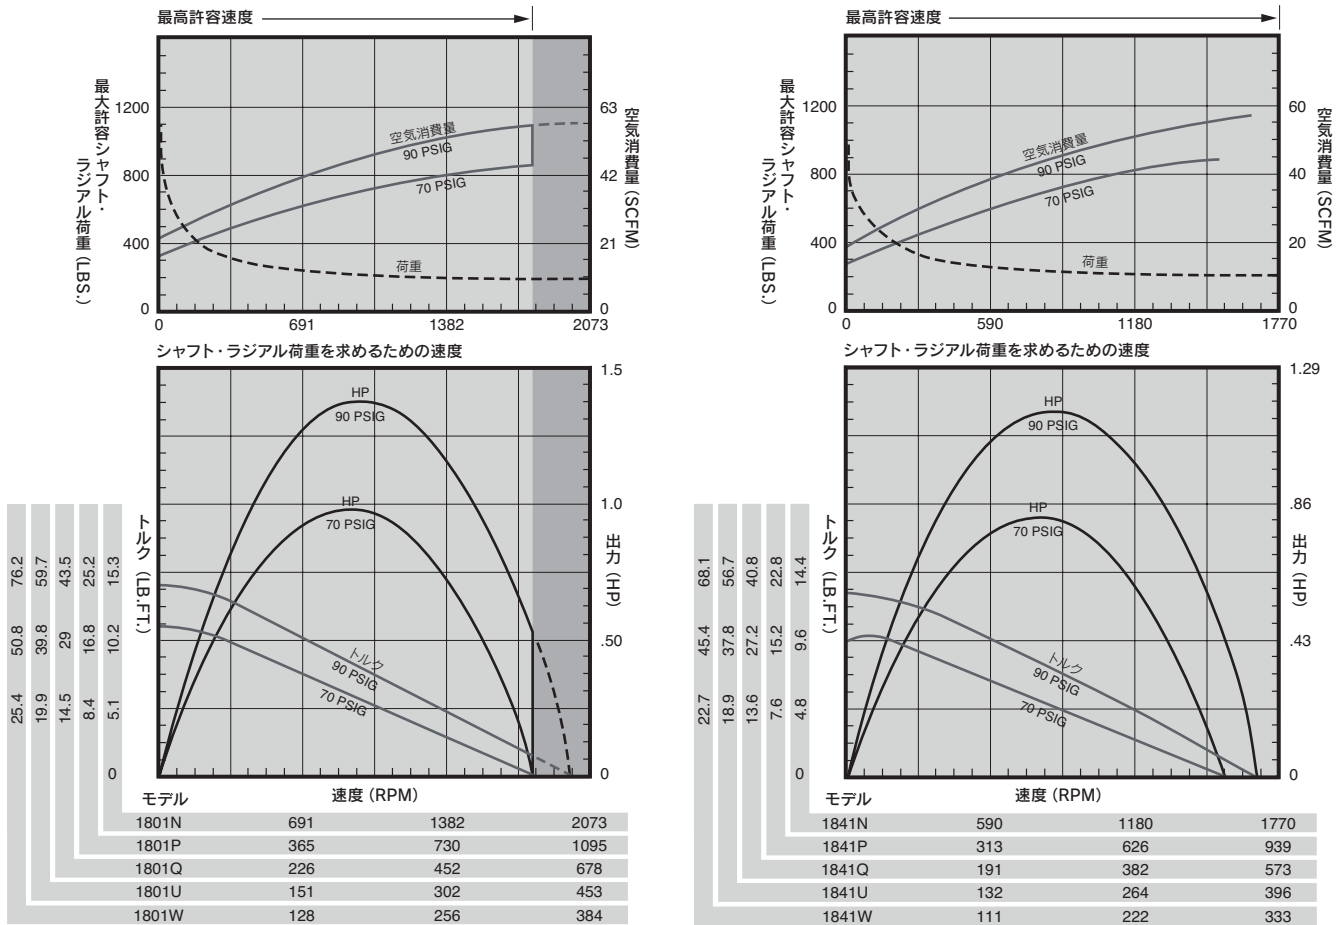 最高許容速度
最大許容シャフト・
ラジアル荷重 (LBS.)
1200
800
400
0
空気消費量
90 PSIG
70 PSIG
荷重
63
42
21
0
空気消費量 (SCFM)
0 691 1382 2073
シャフト・ラジアル荷重を求めるための速度
HP
90 PSIG
HP
70 PSIG
トルク
90 PSIG
70 PSIG
1.5
1.0
.50
0
出力 (HP)
トルク (LB.FT.)
76.2 59.7 43.5 25.2 15.3
50.8 39.8 29 16.8 10.2
25.4 19.9 14.5 8.4 5.1
0
モデル 速度 (RPM)
1801N 691 1382 2073
1801P 365 730 1095
1801Q 226 452 678
1801U 151 302 453
1801W 128 256 384
最高許容速度
最大許容シャフト・
ラジアル荷重 (LBS.)
1200
800
400
0
空気消費量
90 PSIG
70 PSIG
荷重
60
40
20
0
空気消費量 (SCFM)
0 590 1180 1770
シャフト・ラジアル荷重を求めるための速度
HP
90 PSIG
HP
70 PSIG
トルク
90 PSIG
70 PSIG
1.29
.86
.43
0
出力 (HP)
トルク (LB.FT.)
68.1 56.7 40.8 22.8 14.4
45.4 37.8 27.2 15.2 9.6
22.7 18.9 13.6 7.6 4.8
0
モデル 速度 (RPM)
1841N 590 1180 1770
1841P 313 626 939
1841Q 191 382 573
1841U 132 264 396
1841W 111 222 333